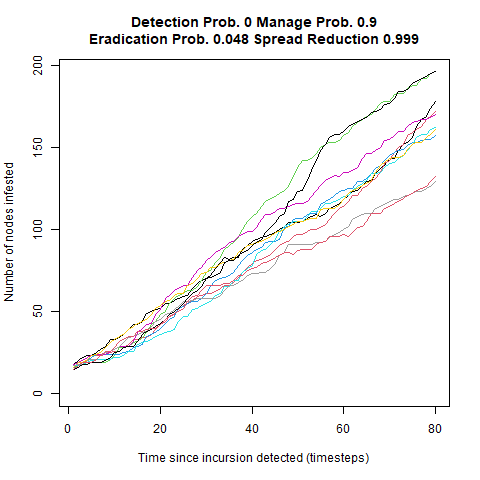 Detection Prob. 0 Manage Prob. 0.9
Eradication Prob. 0.048 Spread Reduction 0.999
Number of nodes infested
200
150
100
50
0
0 20 40 60 80
Time since incursion detected (timesteps)